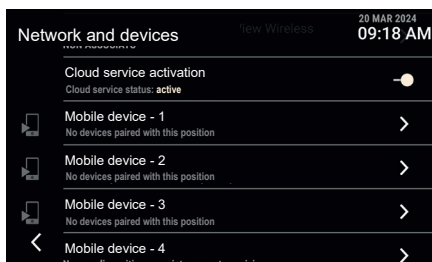 20 MAR 2024
Network and devices
09:18 AM
Cloud service activation
Cloud service status: active
Mobile device - 1
No devices paired with this position
Mobile device - 2
No devices paired with this position
Mobile device - 3
No devices paired with this position
Mobile device - 4